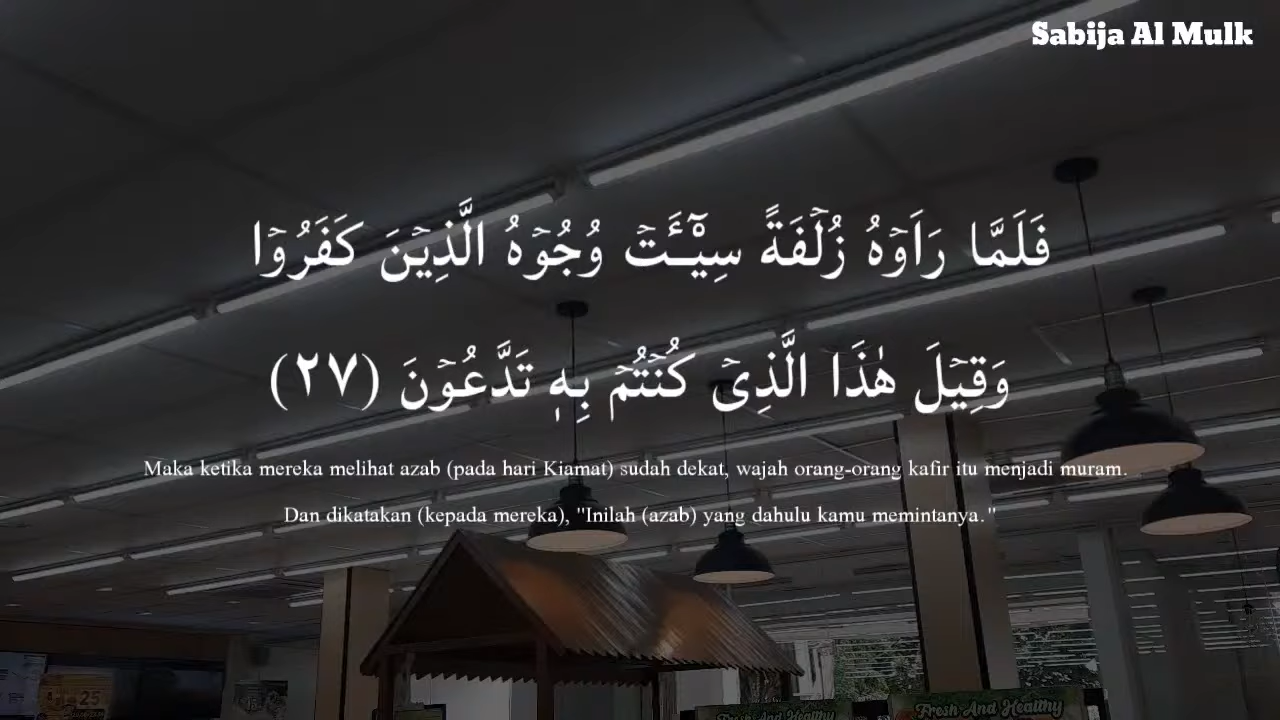 Sabija Al Mulk
فَلَمَّا رَاَوْهُ زُلْفَةً سِيْۤـَٔتْ وُجُوْهُ الَّذِيْنَ كَفَرُوْا
وَقِيْلَ هٰذَا الَّذِيْ كُنْتُمْ بِهٖ تَدَّعُوْنَ (٢٧)
Maka ketika mereka melihat azab (pada hari Kiamat) sudah dekat, wajah orang-orang kafir itu menjadi muram.
Dan dikatakan (kepada mereka), "Inilah (azab) yang dahulu kamu memintanya."
25
Fresh And Healthy
Fresh And Healthy